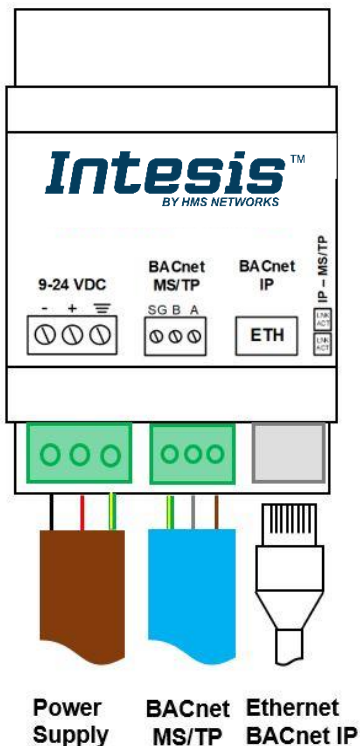 Intesis™
BY HMS NETWORKS
9-24 VDC
BACnet
MS/TP
BACnet
IP
IP – MS/TP
- +
SG B A
ETH
LNK
ACT
LNK
ACT
Power
Supply
BACnet
MS/TP
Ethernet
BACnet IP